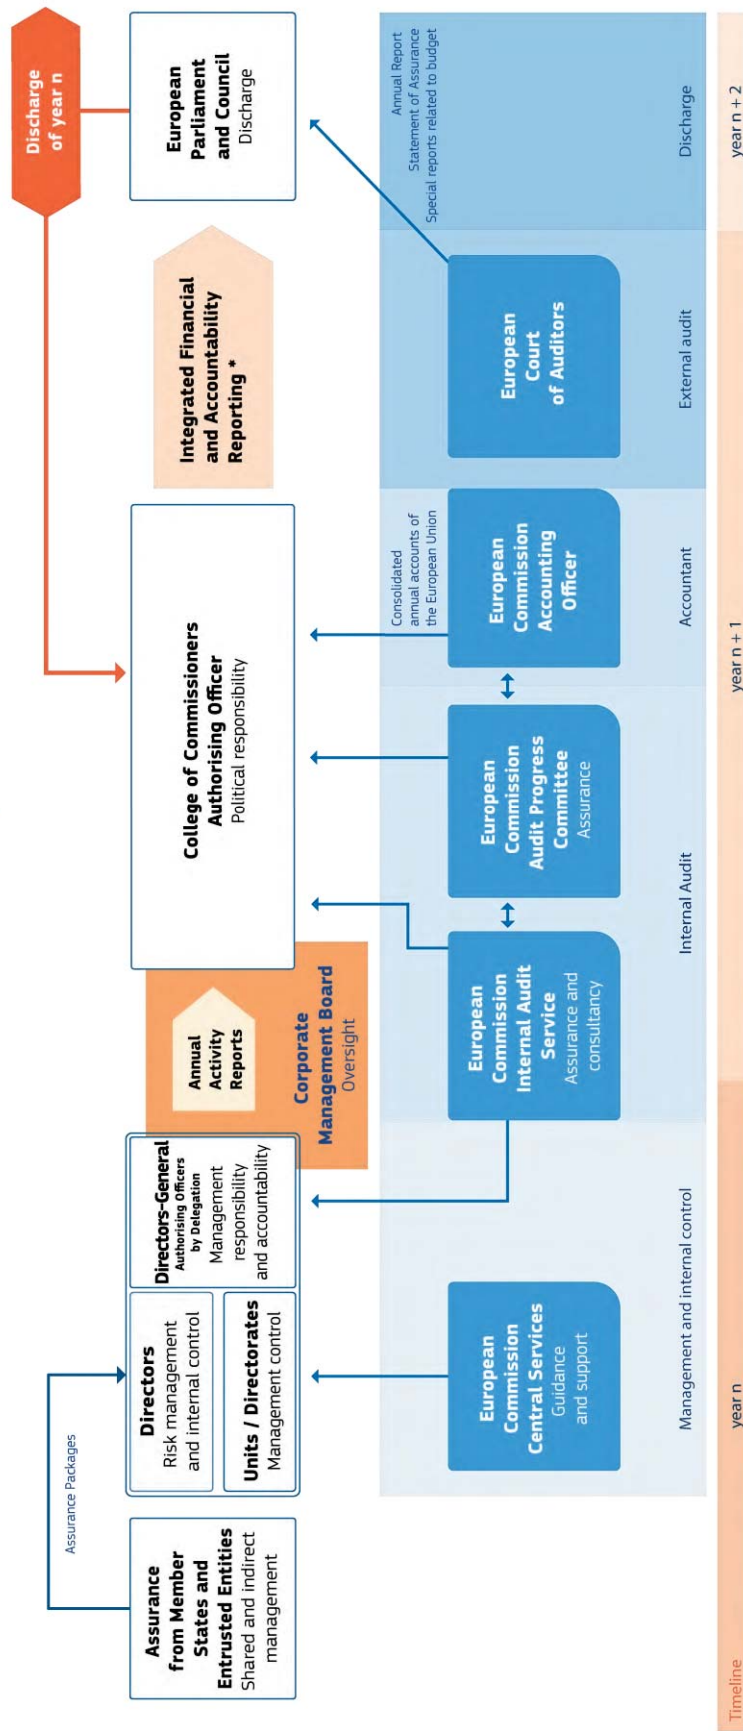 Assurance Packages
Assurance
from Member
States and
Entrusted Entities
Shared and indirect
management
Directors
Risk management
and internal control
Units / Directorates
Management control
Directors-General
Authorising Officers
by Delegation
Management
responsibility
and accountability
Annual
Activity
Reports
Corporate
Management Board
Oversight
College of Commissioners
Authorising Officer
Political responsibility
Integrated Financial
and Accountability
Reporting *
European
Parliament
and Council
Discharge
Discharge
of year n
European
Commission
Central Services
Guidance
and support
European
Commission
Internal Audit
Service
Assurance and
consultancy
European
Commission
Audit Progress
Committee
Assurance
Consolidated
annual accounts of
the European Union
European
Commission
Accounting
Officer
European
Court
of Auditors
Annual Report
Statement of Assurance
Special reports related to budget
Management and internal control
Internal Audit
Accountant
External audit
Discharge
Timeline
year n
year n + 1
year n + 2